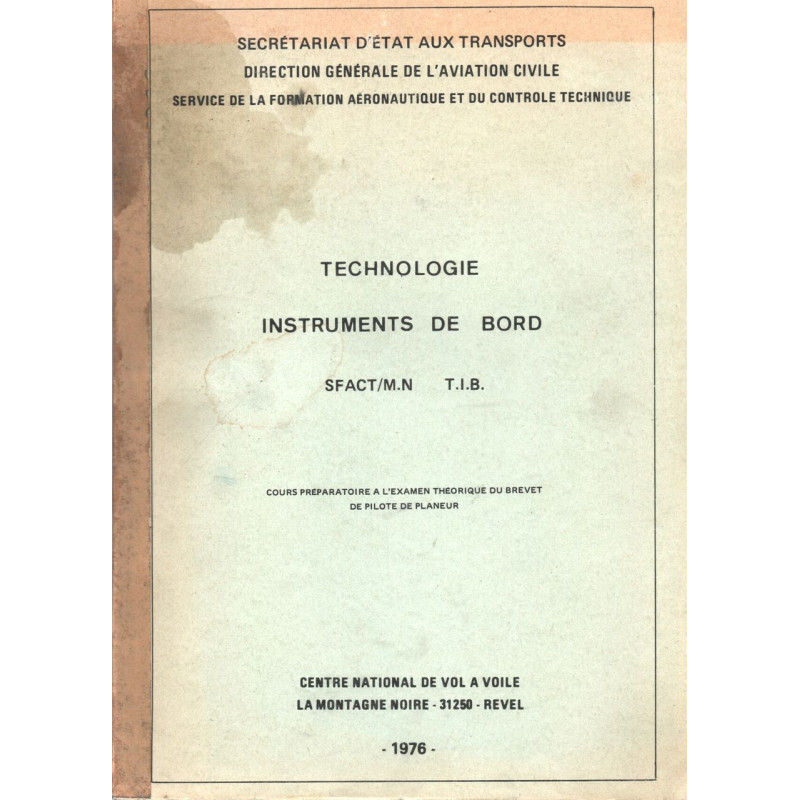 SECRÉTARIAT D'ÉTAT AUX TRANSPORTS
DIRECTION GÉNÉRALE DE L'AVIATION CIVILE
SERVICE DE LA FORMATION AÉRONAUTIQUE ET DU CONTROLE TECHNIQUE
TECHNOLOGIE
INSTRUMENTS DE BORD
SFACT/M.N T.I.B.
COURS PRÉPARATOIRE A L'EXAMEN THÉORIQUE DU BREVET
DE PILOTE DE PLANEUR
CENTRE NATIONAL DE VOL A VOILE
LA MONTAGNE NOIRE - 31250 - REVEL
- 1976 -